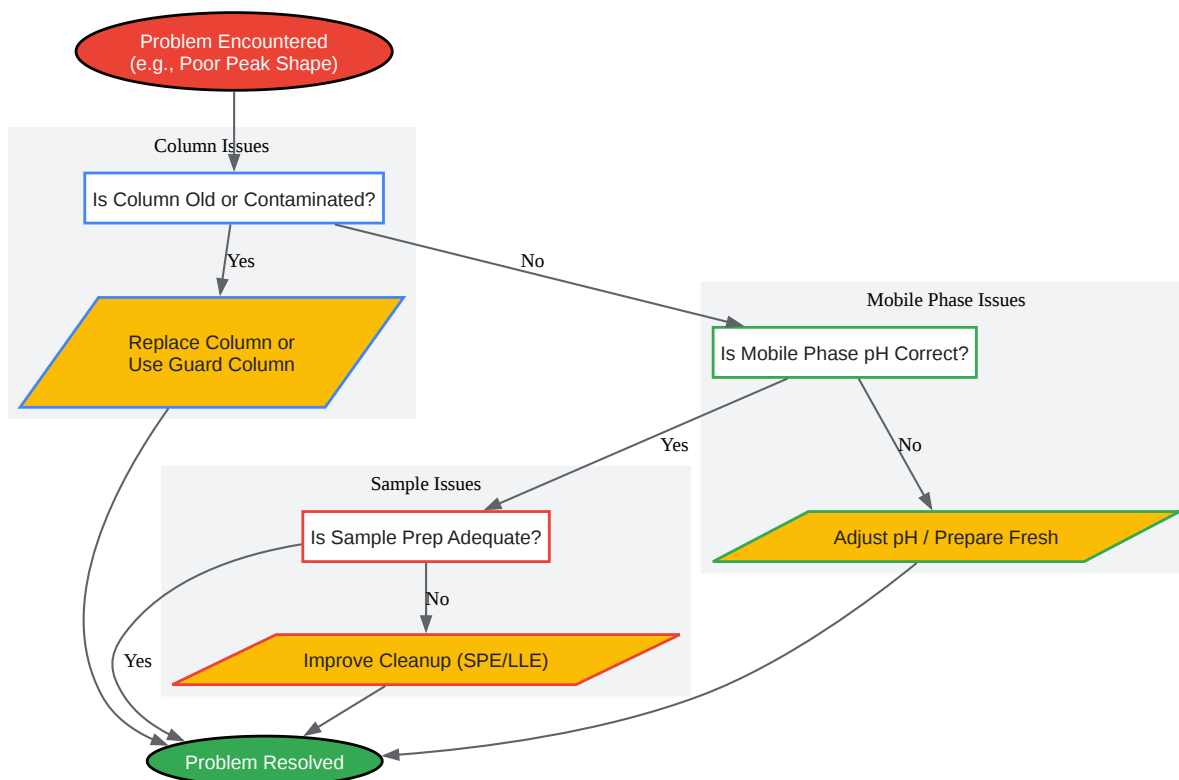 Problem Encountered
(e.g., Poor Peak Shape)
Column Issues
Is Column Old or Contaminated?
Yes
No
Replace Column or
Use Guard Column
Mobile Phase Issues
Is Mobile Phase pH Correct?
Yes
No
Sample Issues
Is Sample Prep Adequate?
Adjust pH / Prepare Fresh
No
Yes
Improve Cleanup (SPE/LLE)
Problem Resolved